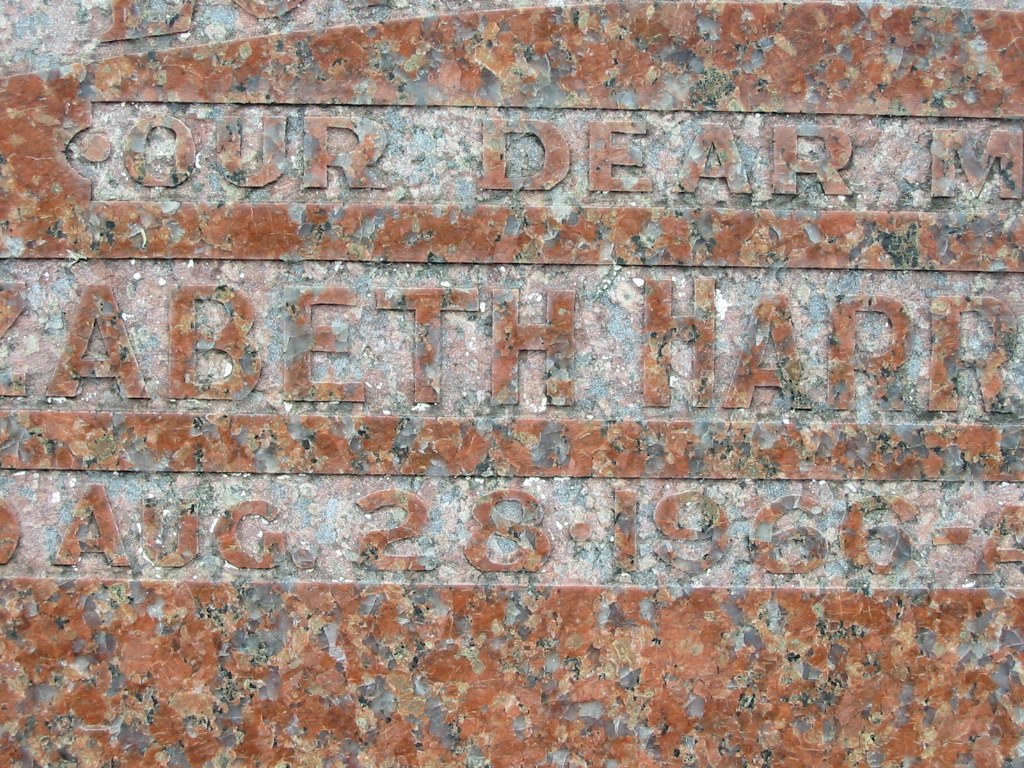 OUR DEAR M
ZABETH HARR
D AUG. 28·1966-A